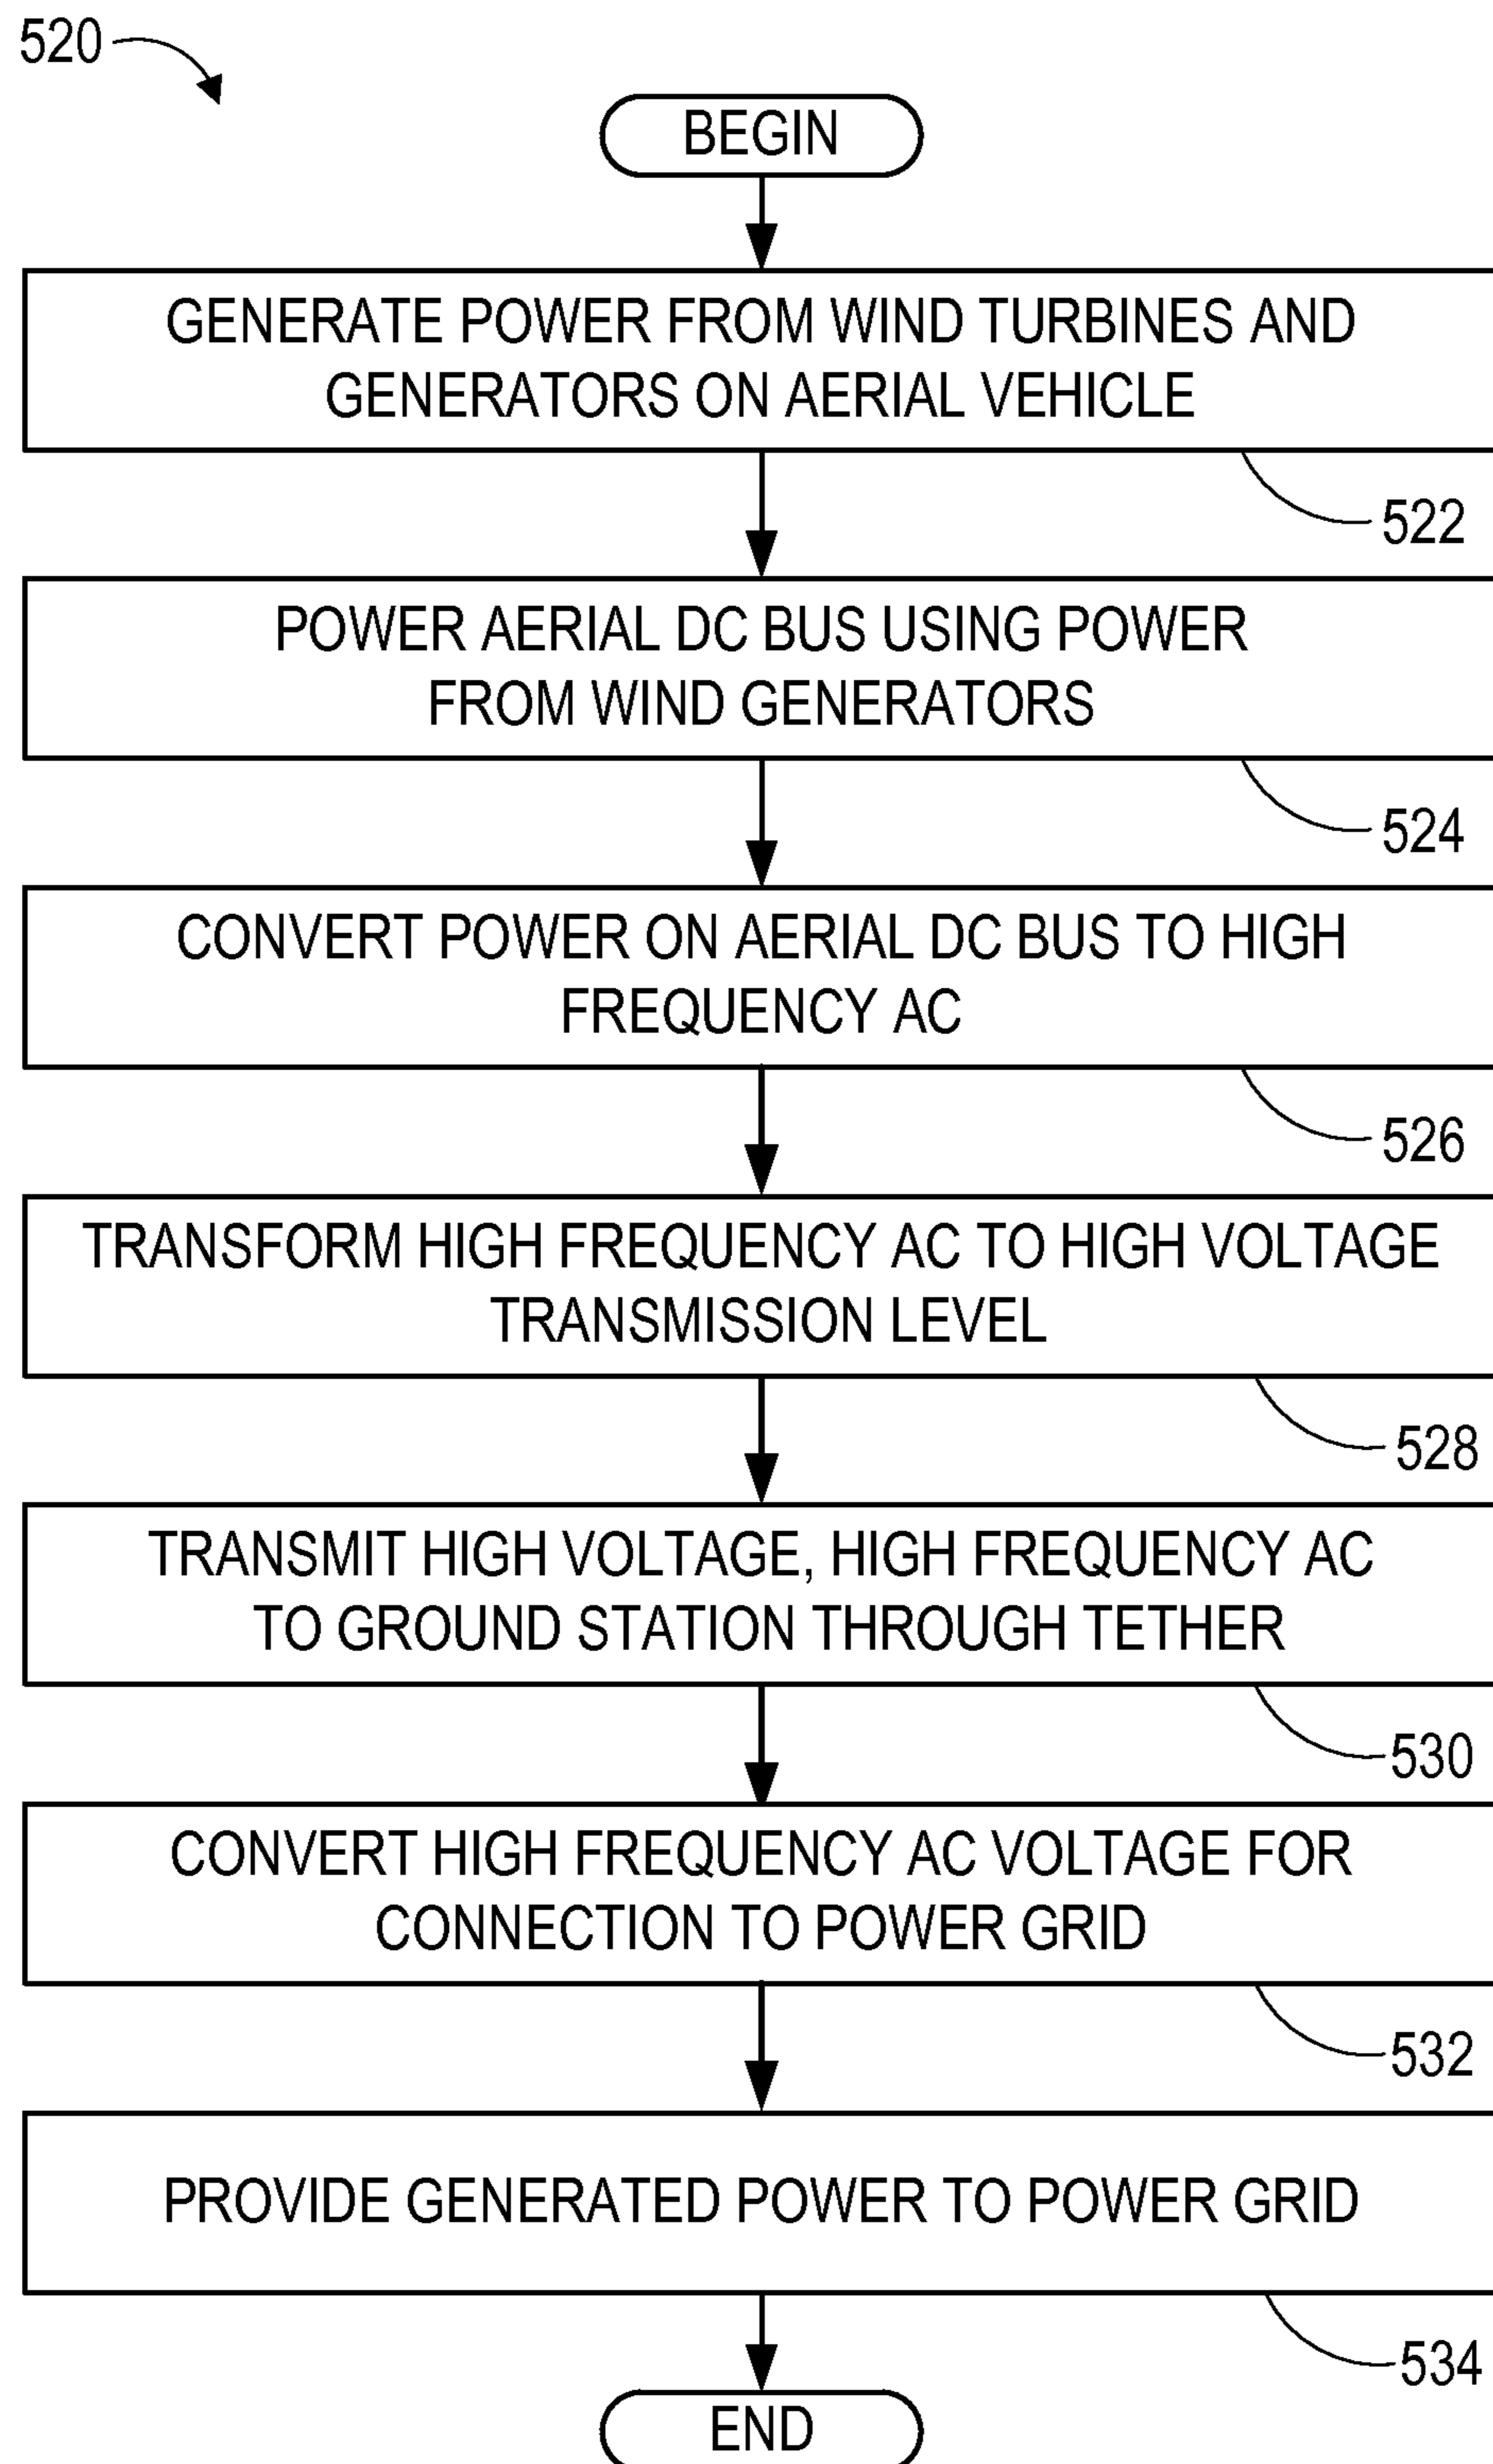 520
BEGIN
GENERATE POWER FROM WIND TURBINES AND
GENERATORS ON AERIAL VEHICLE
522
POWER AERIAL DC BUS USING POWER
FROM WIND GENERATORS
524
CONVERT POWER ON AERIAL DC BUS TO HIGH
FREQUENCY AC
526
TRANSFORM HIGH FREQUENCY AC TO HIGH VOLTAGE
TRANSMISSION LEVEL
528
TRANSMIT HIGH VOLTAGE, HIGH FREQUENCY AC
TO GROUND STATION THROUGH TETHER
530
CONVERT HIGH FREQUENCY AC VOLTAGE FOR
CONNECTION TO POWER GRID
532
PROVIDE GENERATED POWER TO POWER GRID
534
END